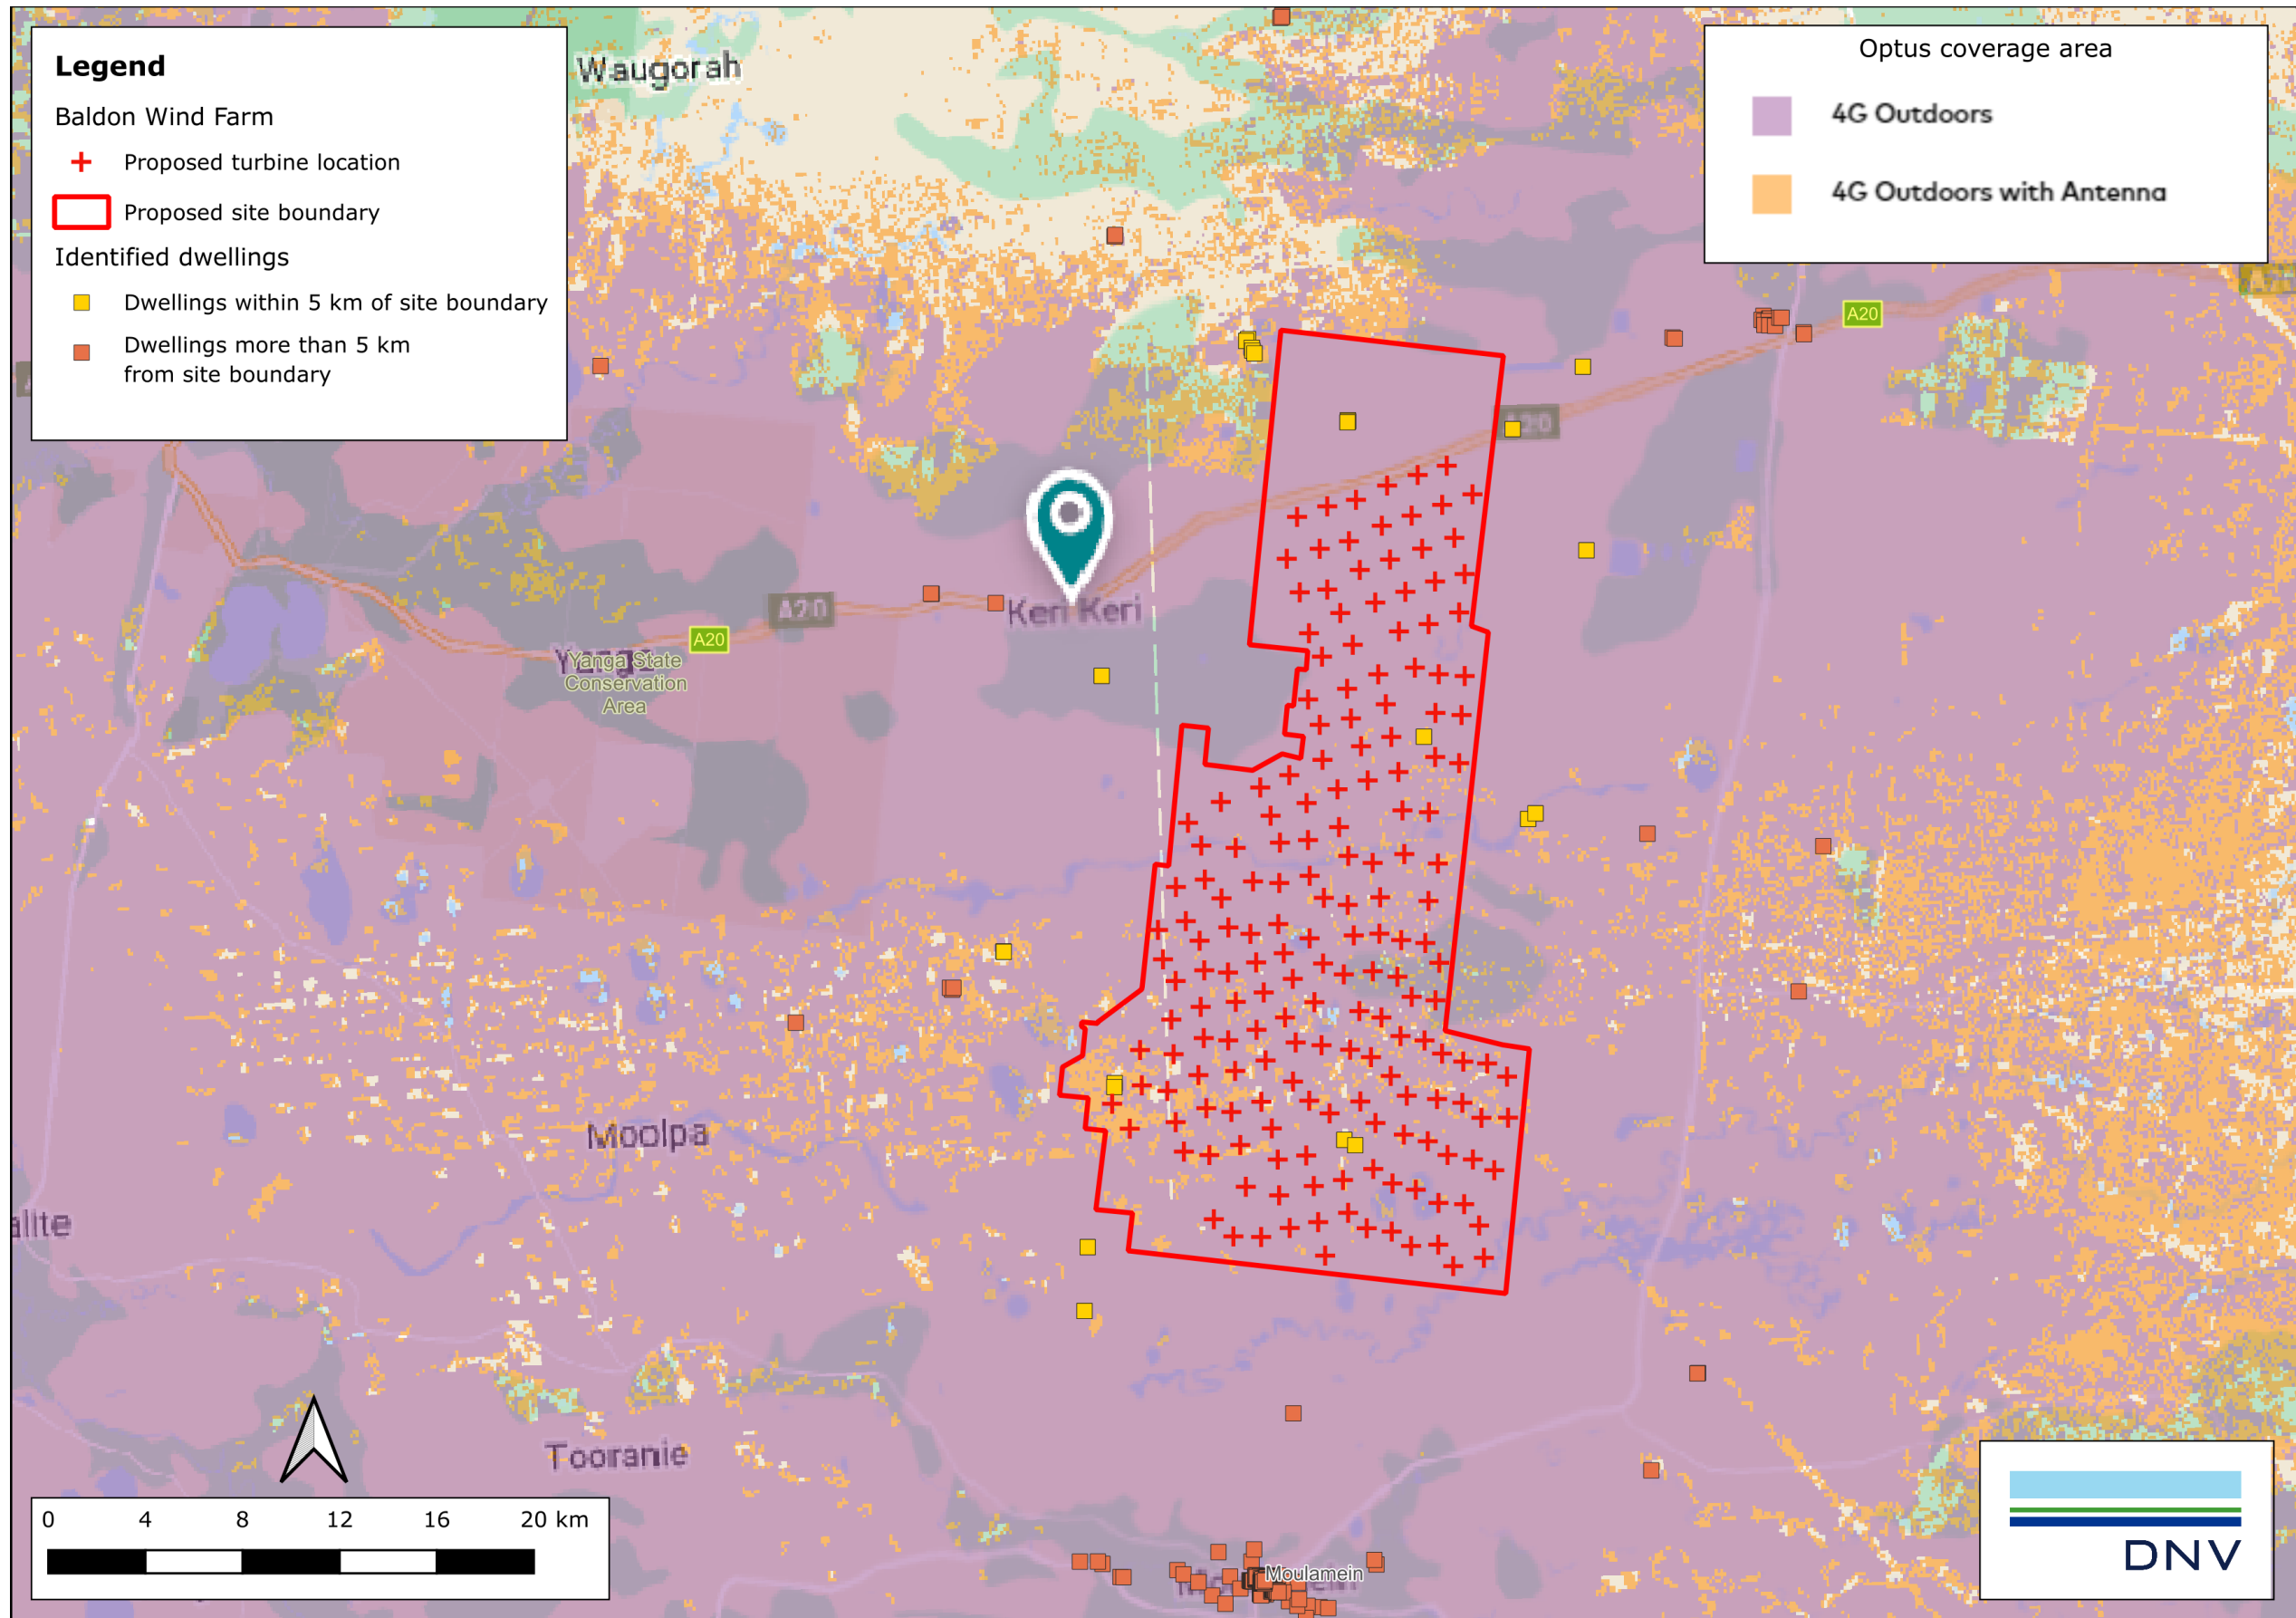 Legend
Baldon Wind Farm
Proposed turbine location
Proposed site boundary
Identified dwellings
Dwellings within 5 km of site boundary
Dwellings more than 5 km
from site boundary
Optus coverage area
4G Outdoors
4G Outdoors with Antenna
Waugorah
A20
A20
Keri Keri
A20
A20
Yanga
Yanga State
Conservation
Area
Moolpa
Tooranie
Moulamein
0 4 8 12 16 20 km
DNV